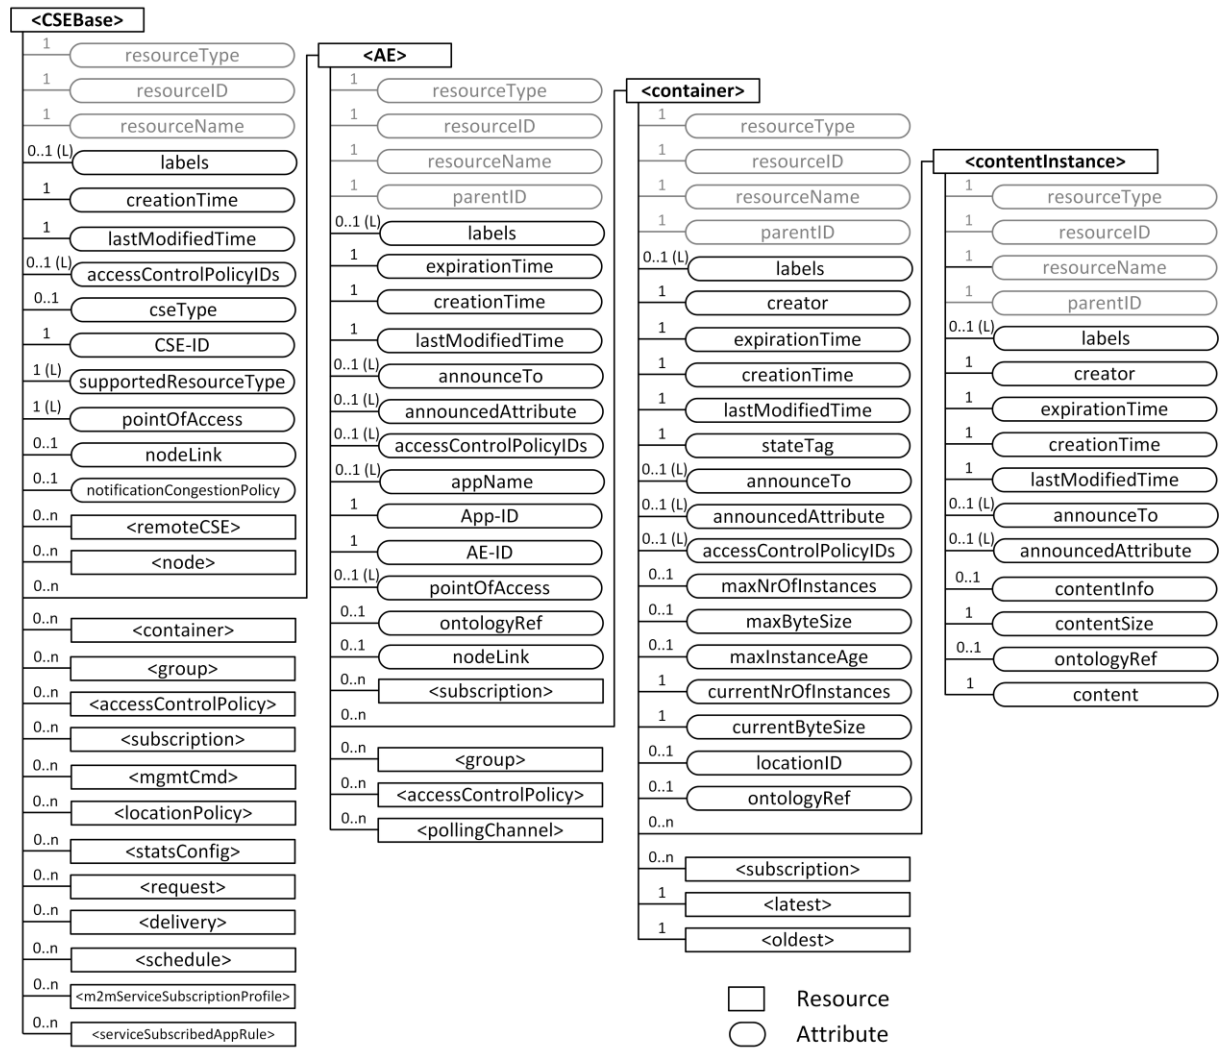 <CSEBase>
1
resourceType
1
resourceID
1
resourceName
0..1 (L)
labels
1
creationTime
1
lastModifiedTime
0..1 (L)
accessControlPolicyIDs
0..1
cseType
1
CSE-ID
1 (L)
supportedResourceType
1 (L)
pointOfAccess
0..1
nodeLink
0..1
notificationCongestionPolicy
0..n
<remoteCSE>
0..n
<node>
0..n
0..n
<container>
0..n
<group>
0..n
<accessControlPolicy>
0..n
<subscription>
0..n
<mgmtCmd>
0..n
<locationPolicy>
0..n
<statsConfig>
0..n
<request>
0..n
<delivery>
0..n
<schedule>
0..n
<m2mServiceSubscriptionProfile>
0..n
<serviceSubscribedAppRule>
<AE>
1
resourceType
1
resourceID
1
resourceName
1
parentID
0..1 (L)
labels
1
expirationTime
1
creationTime
1
lastModifiedTime
0..1 (L)
announceTo
0..1 (L)
announcedAttribute
0..1 (L)
accessControlPolicyIDs
0..1 (L)
appName
1
App-ID
1
AE-ID
0..1 (L)
pointOfAccess
0..1
ontologyRef
0..1
nodeLink
0..n
<subscription>
0..n
0..n
<group>
0..n
<accessControlPolicy>
0..n
<pollingChannel>
<container>
1
resourceType
1
resourceID
1
resourceName
1
parentID
0..1 (L)
labels
1
creator
1
expirationTime
1
creationTime
1
lastModifiedTime
1
stateTag
0..1 (L)
announceTo
0..1 (L)
announcedAttribute
0..1 (L)
accessControlPolicyIDs
0..1
maxNrOfInstances
0..1
maxByteSize
0..1
maxInstanceAge
1
currentNrOfInstances
1
currentByteSize
0..1
locationID
0..1
ontologyRef
0..n
0..n
<subscription>
1
<latest>
1
<oldest>
<contentInstance>
1
resourceType
1
resourceID
1
resourceName
1
parentID
0..1 (L)
labels
1
creator
1
expirationTime
1
creationTime
1
lastModifiedTime
0..1 (L)
announceTo
0..1 (L)
announcedAttribute
0..1
contentInfo
1
contentSize
0..1
ontologyRef
1
content
Resource
Attribute